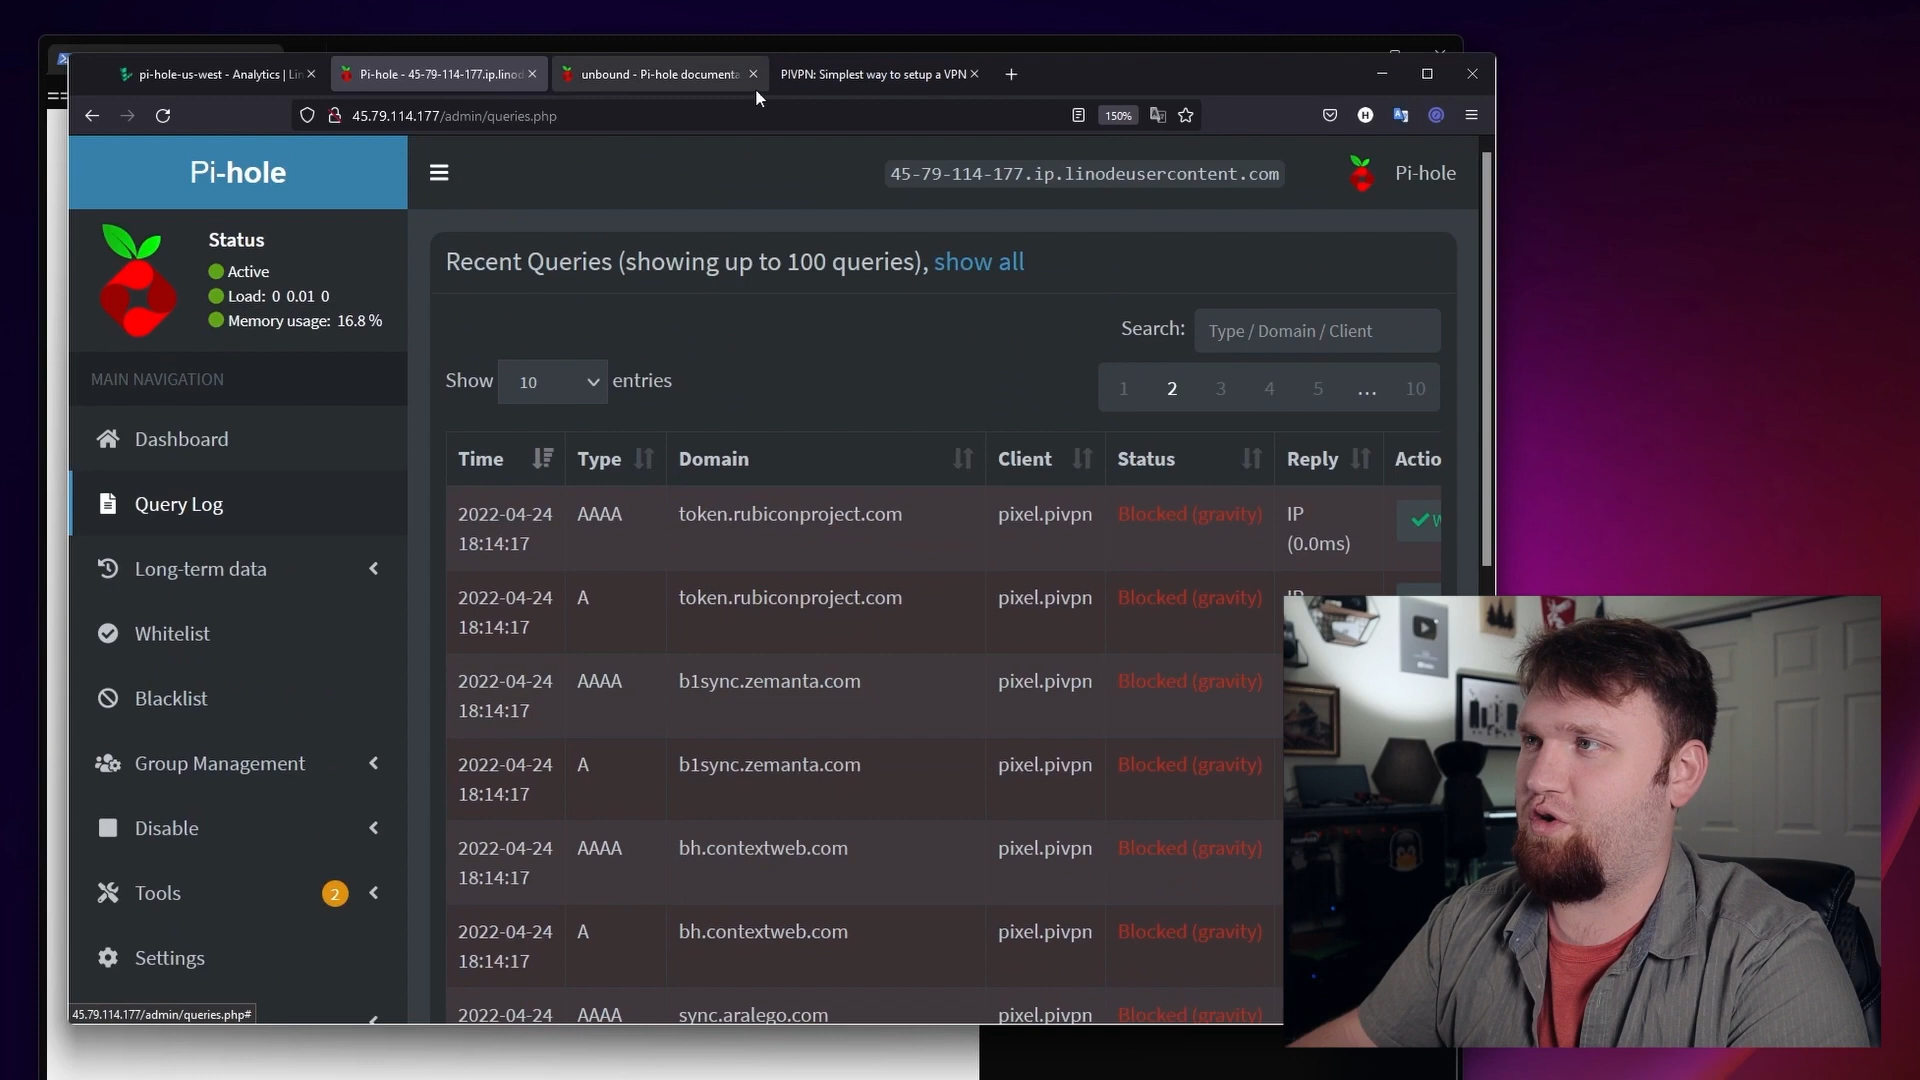 pi-hole-us-west - Analytics | Lin
Pi-hole - 45-79-114-177.ip.linod
unbound - Pi-hole documenta
PIVPN: Simplest way to setup a VPN
45.79.114.177/admin/queries.php
150%
Pi-hole
45-79-114-177.ip.linodeusercontent.com
Pi-hole
Status
Active
Load: 0 0.01 0
Memory usage: 16.8 %
MAIN NAVIGATION
Dashboard
Query Log
Long-term data
Whitelist
Blacklist
Group Management
Disable
Tools 2
Settings
45.79.114.177/admin/queries.php#
Recent Queries (showing up to 100 queries), show all
Search: Type / Domain / Client
Show 10 entries
1 2 3 4 5 … 10
Time Type Domain Client Status Reply Actio
2022-04-24 AAAA token.rubiconproject.com pixel.pivpn Blocked (gravity) IP
18:14:17 (0.0ms)
2022-04-24 A token.rubiconproject.com pixel.pivpn Blocked (gravity)
18:14:17
2022-04-24 AAAA b1sync.zemanta.com pixel.pivpn Blocked (gravity)
18:14:17
2022-04-24 A b1sync.zemanta.com pixel.pivpn Blocked (gravity)
18:14:17
2022-04-24 AAAA bh.contextweb.com pixel.pivpn Blocked (gravity)
18:14:17
2022-04-24 A bh.contextweb.com pixel.pivpn Blocked (gravity)
18:14:17
2022-04-24 AAAA sync.aralego.com pixel.pivpn Blocked (gravity)